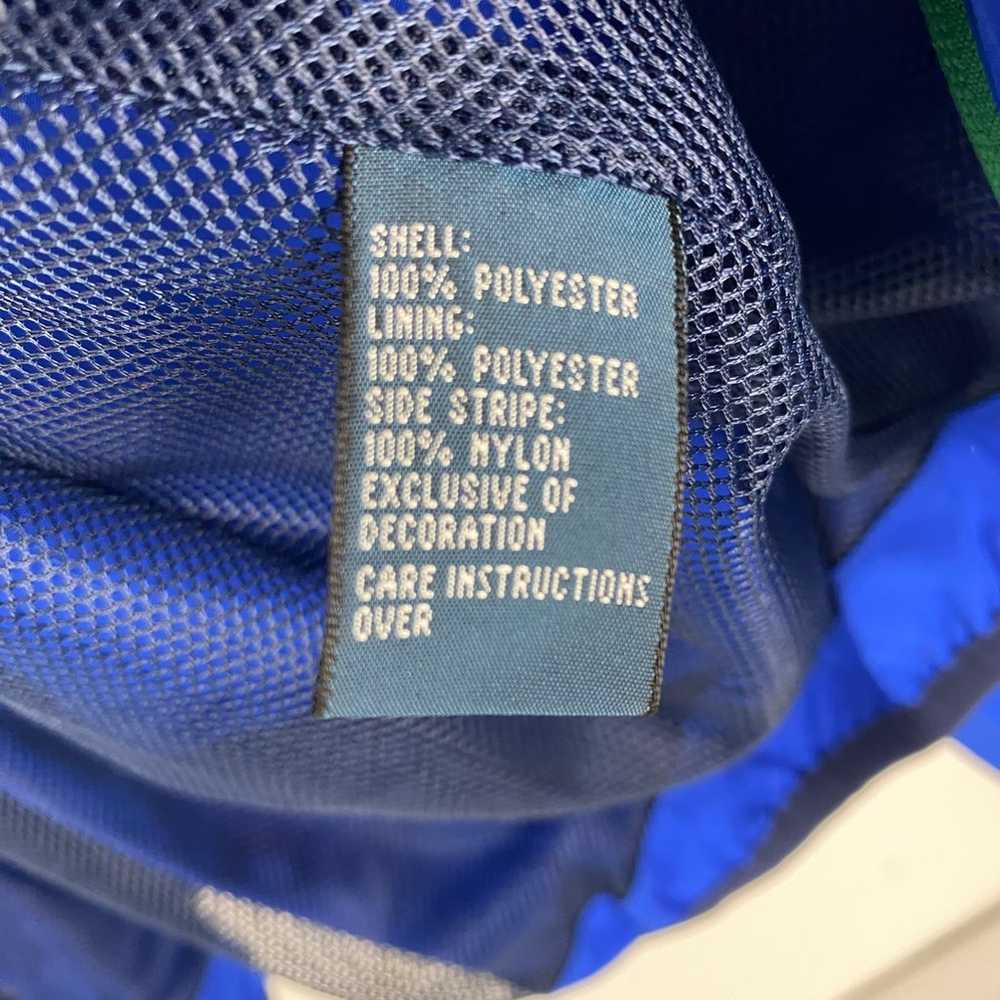 SHELL:
100% POLYESTER
LINING:
100% POLYESTER
SIDE STRIPE:
100% NYLON
EXCLUSIVE OF
DECORATION
CARE INSTRUCTIONS
OVER